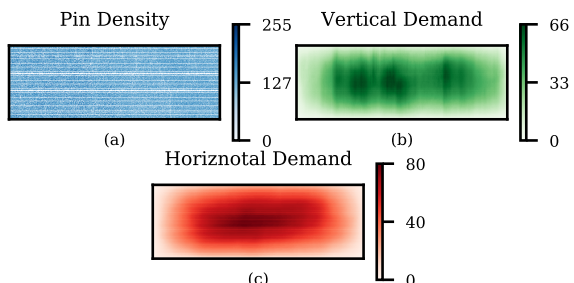 Pin Density
255
127
0
(a)
Vertical Demand
66
33
0
(b)
Horiznotal Demand
80
40
0
(c)